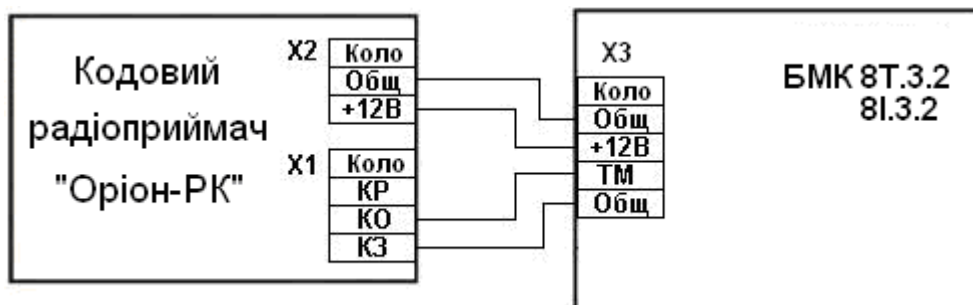 Кодовий
радіоприймач
"Оріон-РК"
X2
Коло
Общ
+12В
X1
Коло
КР
КО
КЗ
X3
Коло
Общ
+12В
ТМ
Общ
БМК 8Т.3.2
8І.3.2